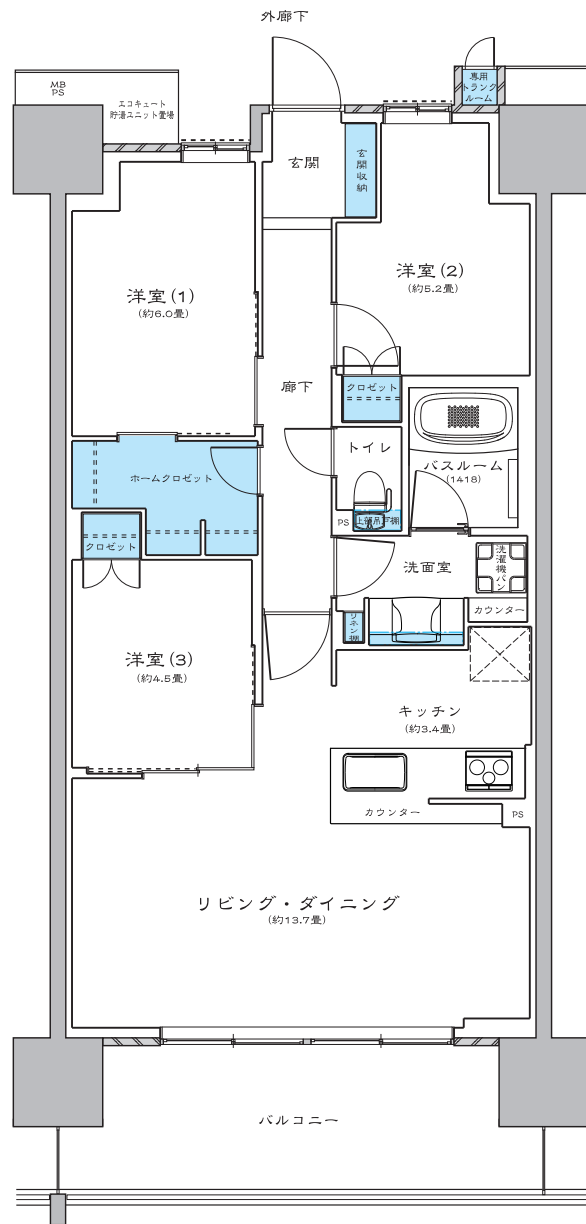 外廊下
MB
PS
エコキュート
貯湯ユニット置場
専用
トランク
ルーム
玄関
玄関収納
洋室(1)
(約6.0畳)
洋室(2)
(約5.2畳)
廊下
クロゼット
トイレ
バスルーム
(1418)
ホームクロゼット
PS
上部吊戸棚
クロゼット
洗面室
洗濯機パン
カウンター
リネン棚
洋室(3)
(約4.5畳)
キッチン
(約3.4畳)
カウンター
PS
リビング・ダイニング
(約13.7畳)
バルコニー